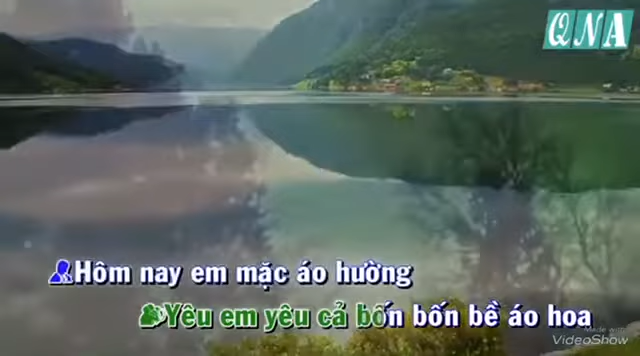 QNA
Hôm nay em mặc áo hường
Yêu em yêu cả bốn bốn bề áo hoa
Made with
VideoShow